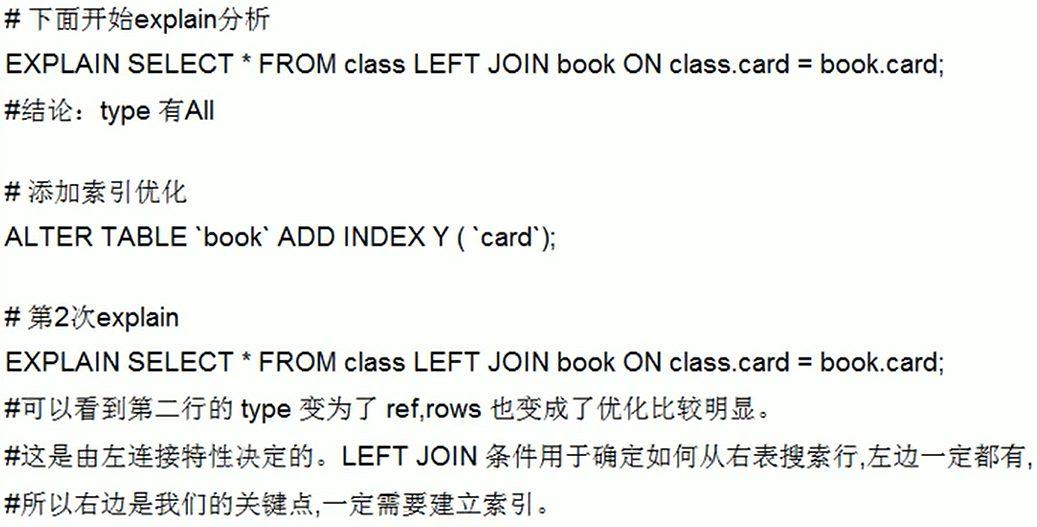 # 下面开始explain分析
EXPLAIN SELECT * FROM class LEFT JOIN book ON class.card = book.card;
#结论：type 有All
# 添加索引优化
ALTER TABLE `book` ADD INDEX Y ( `card`);
# 第2次explain
EXPLAIN SELECT * FROM class LEFT JOIN book ON class.card = book.card;
#可以看到第二行的 type 变为了 ref,rows 也变成了优化比较明显。
#这是由左连接特性决定的。LEFT JOIN 条件用于确定如何从右表搜索行,左边一定都有,
#所以右边是我们的关键点,一定需要建立索引。